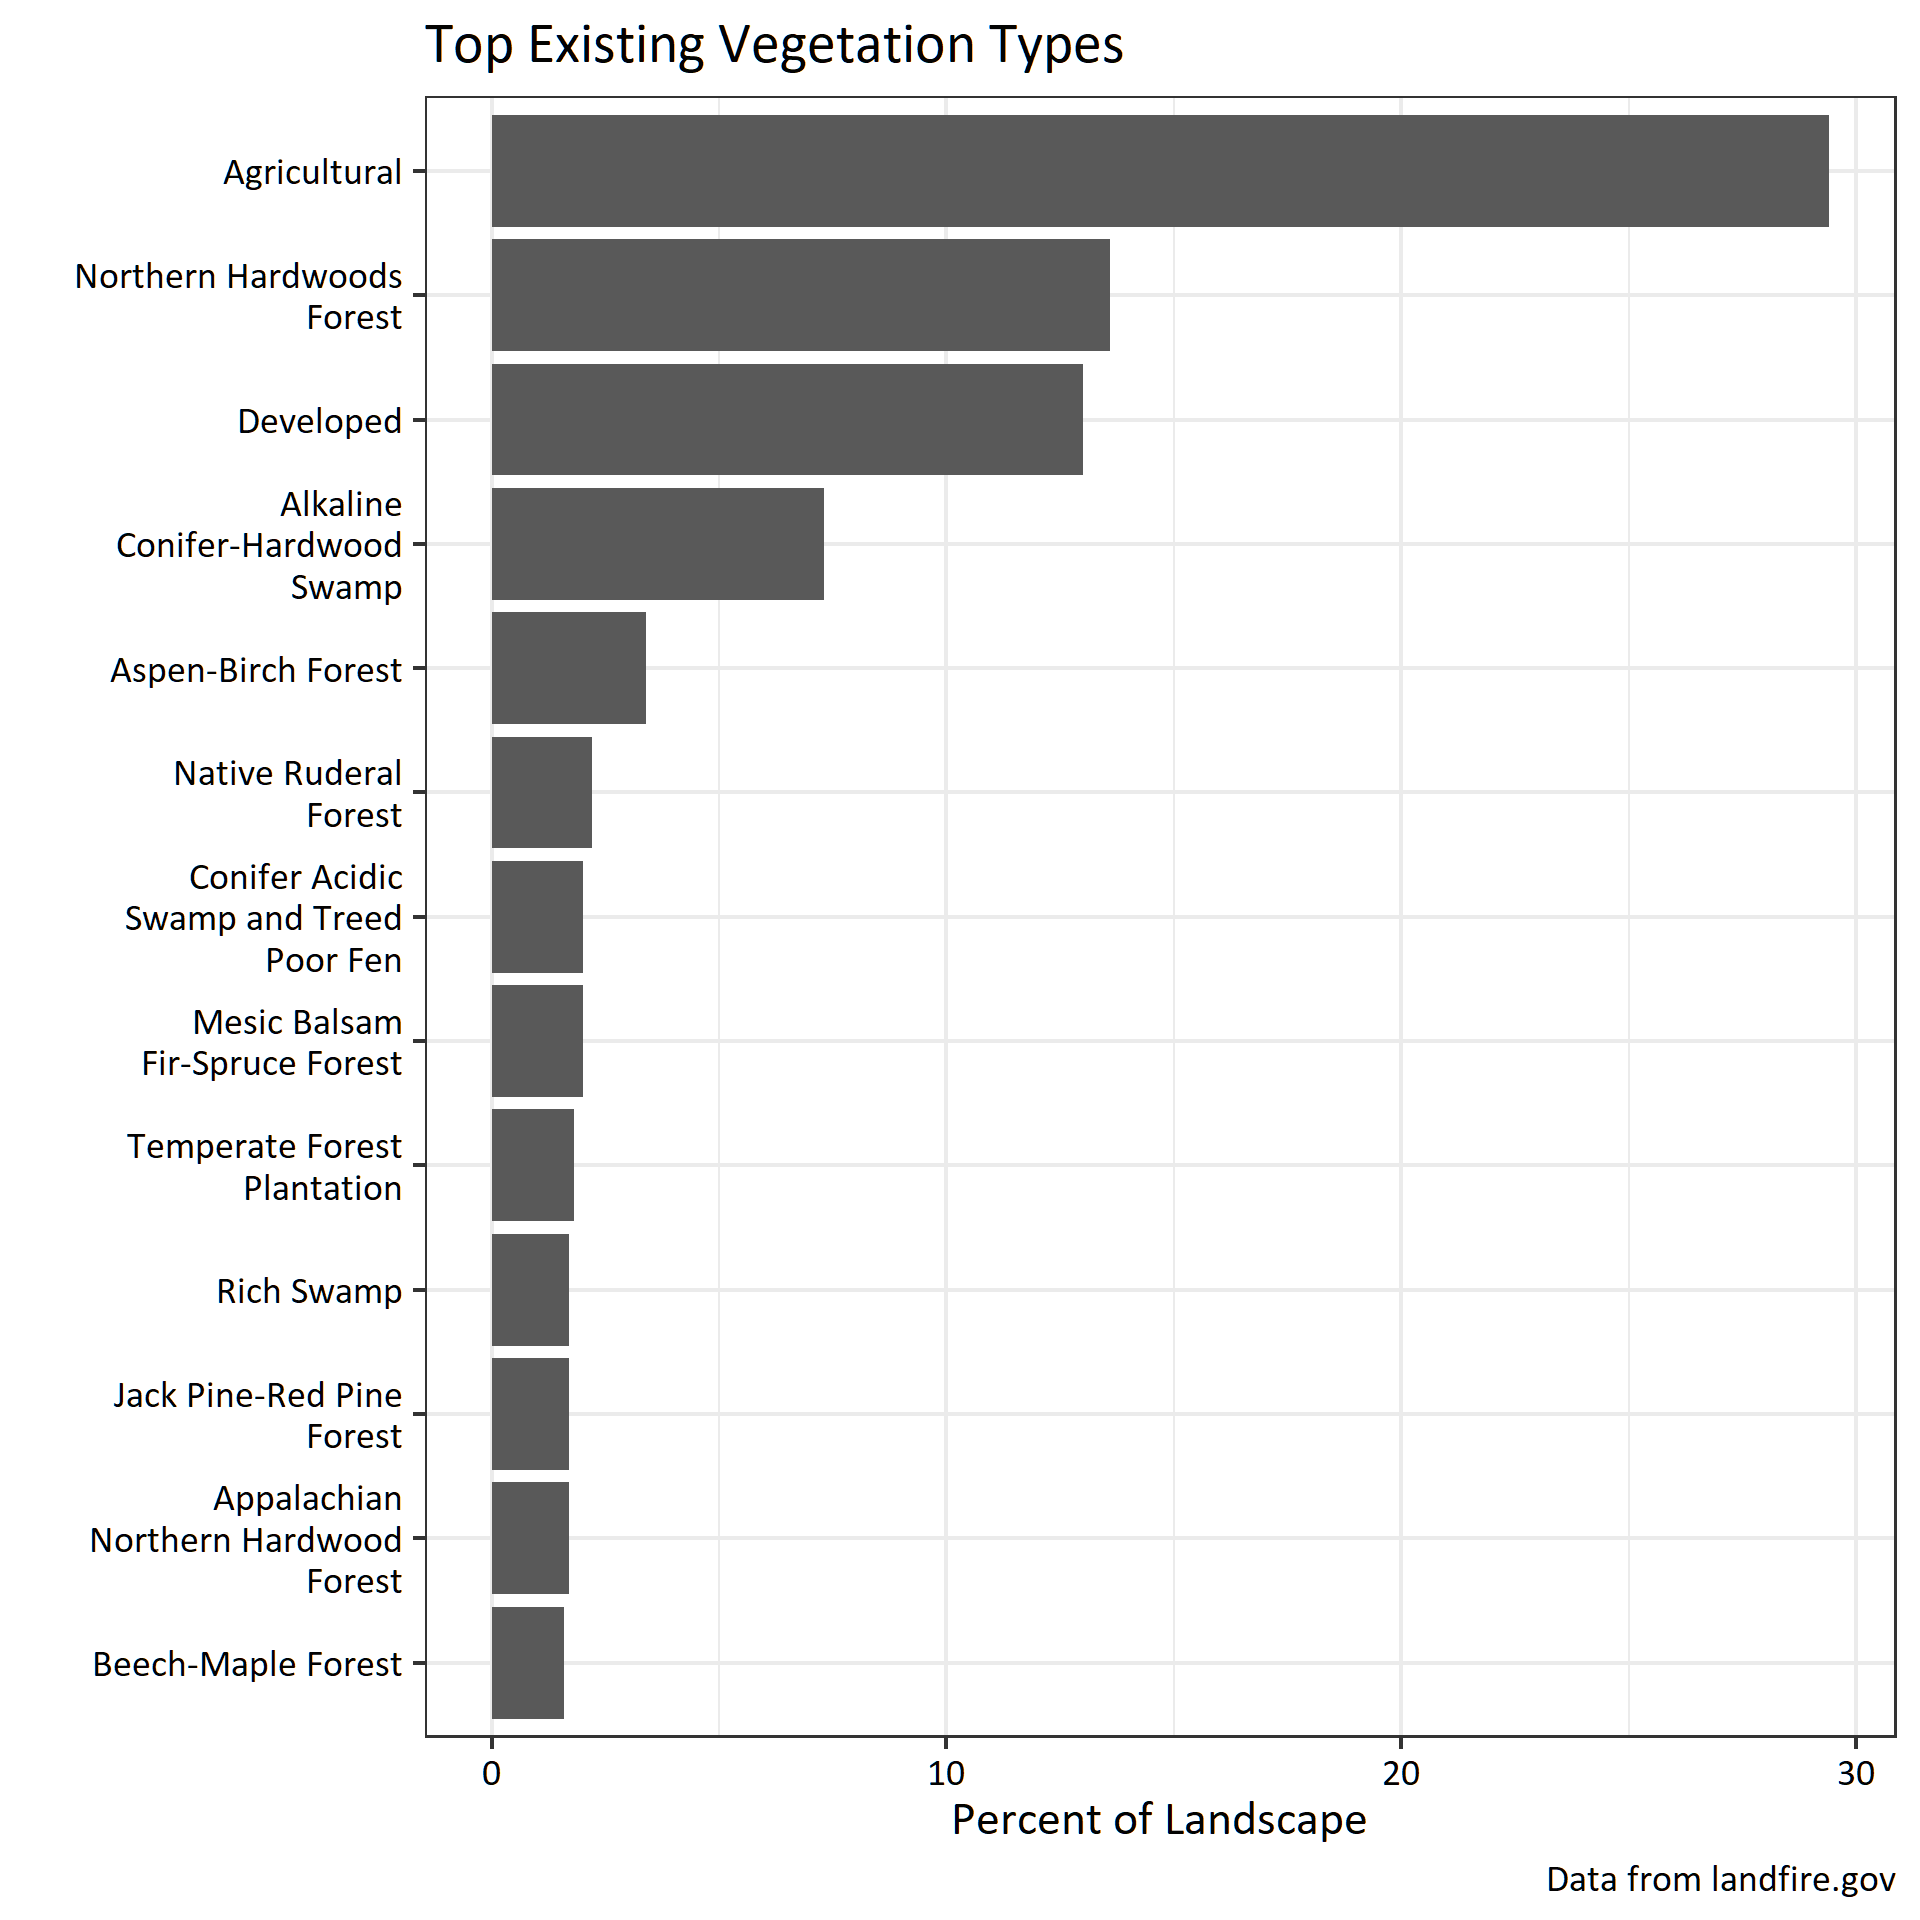 Top Existing Vegetation Types
Agricultural
Northern Hardwoods
Forest
Developed
Alkaline
Conifer-Hardwood
Swamp
Aspen-Birch Forest
Native Ruderal
Forest
Conifer Acidic
Swamp and Treed
Poor Fen
Mesic Balsam
Fir-Spruce Forest
Temperate Forest
Plantation
Rich Swamp
Jack Pine-Red Pine
Forest
Appalachian
Northern Hardwood
Forest
Beech-Maple Forest
0 10 20 30
Percent of Landscape
Data from landfire.gov